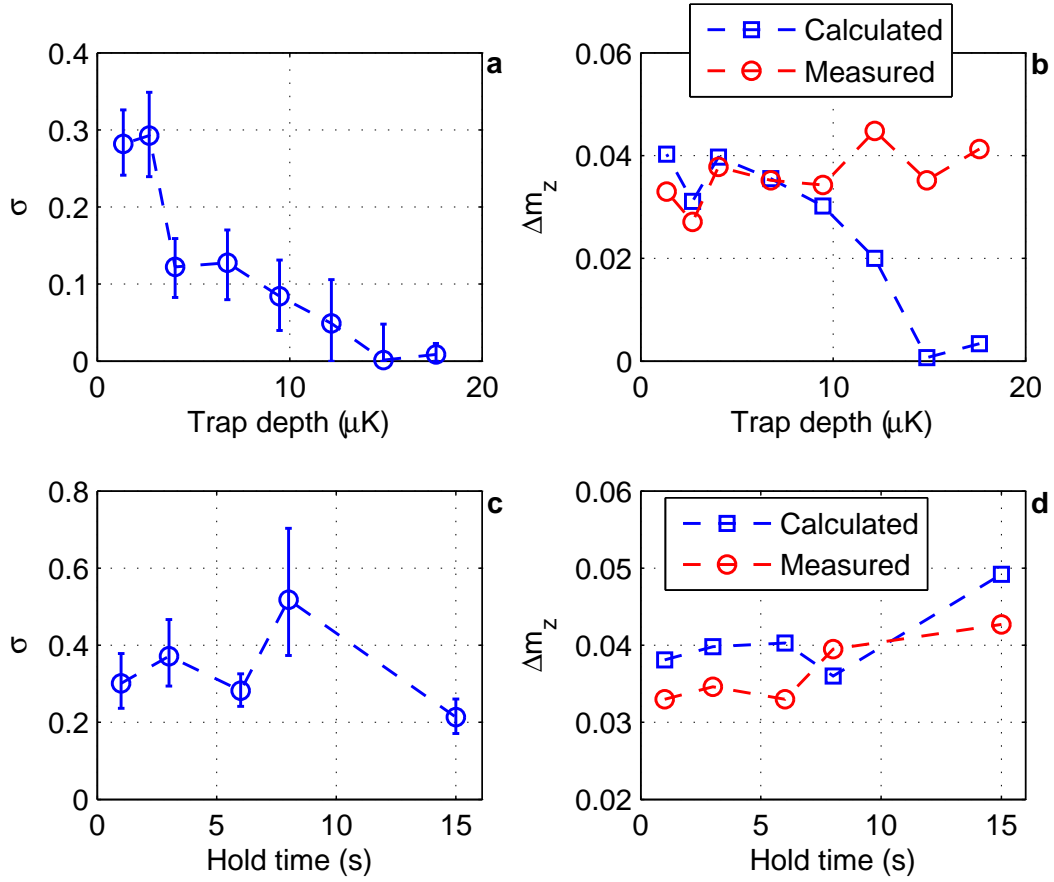 a
0.4
0.3
0.2
0.1
0
σ
0
10
20
Trap depth (μK)
b
Calculated
Measured
0.06
0.04
0.02
0
Δm_z
0
10
20
Trap depth (μK)
c
0.8
0.6
0.4
0.2
0
σ
0
5
10
15
Hold time (s)
d
Calculated
Measured
0.06
0.05
0.04
0.03
0.02
Δm_z
0
5
10
15
Hold time (s)